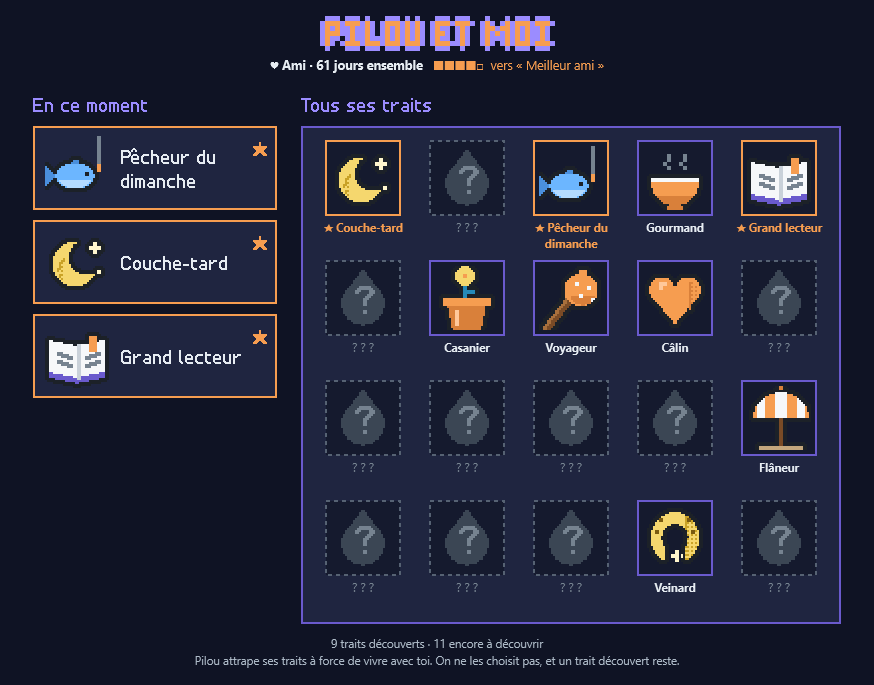 PILOU ET MOI
♥ Ami · 61 jours ensemble ■■■■□ vers « Meilleur ami »
En ce moment
Pêcheur du
dimanche
Couche-tard
Grand lecteur
Tous ses traits
★ Couche-tard
? ? ?
★ Pêcheur du
dimanche
Gourmand
★ Grand lecteur
? ? ?
Casanier
Voyageur
Câlin
? ? ?
? ? ?
? ? ?
? ? ?
? ? ?
Flâneur
? ? ?
? ? ?
? ? ?
Veinard
? ? ?
9 traits découverts · 11 encore à découvrir
Pilou attrape ses traits à force de vivre avec toi. On ne les choisit pas, et un trait découvert reste.